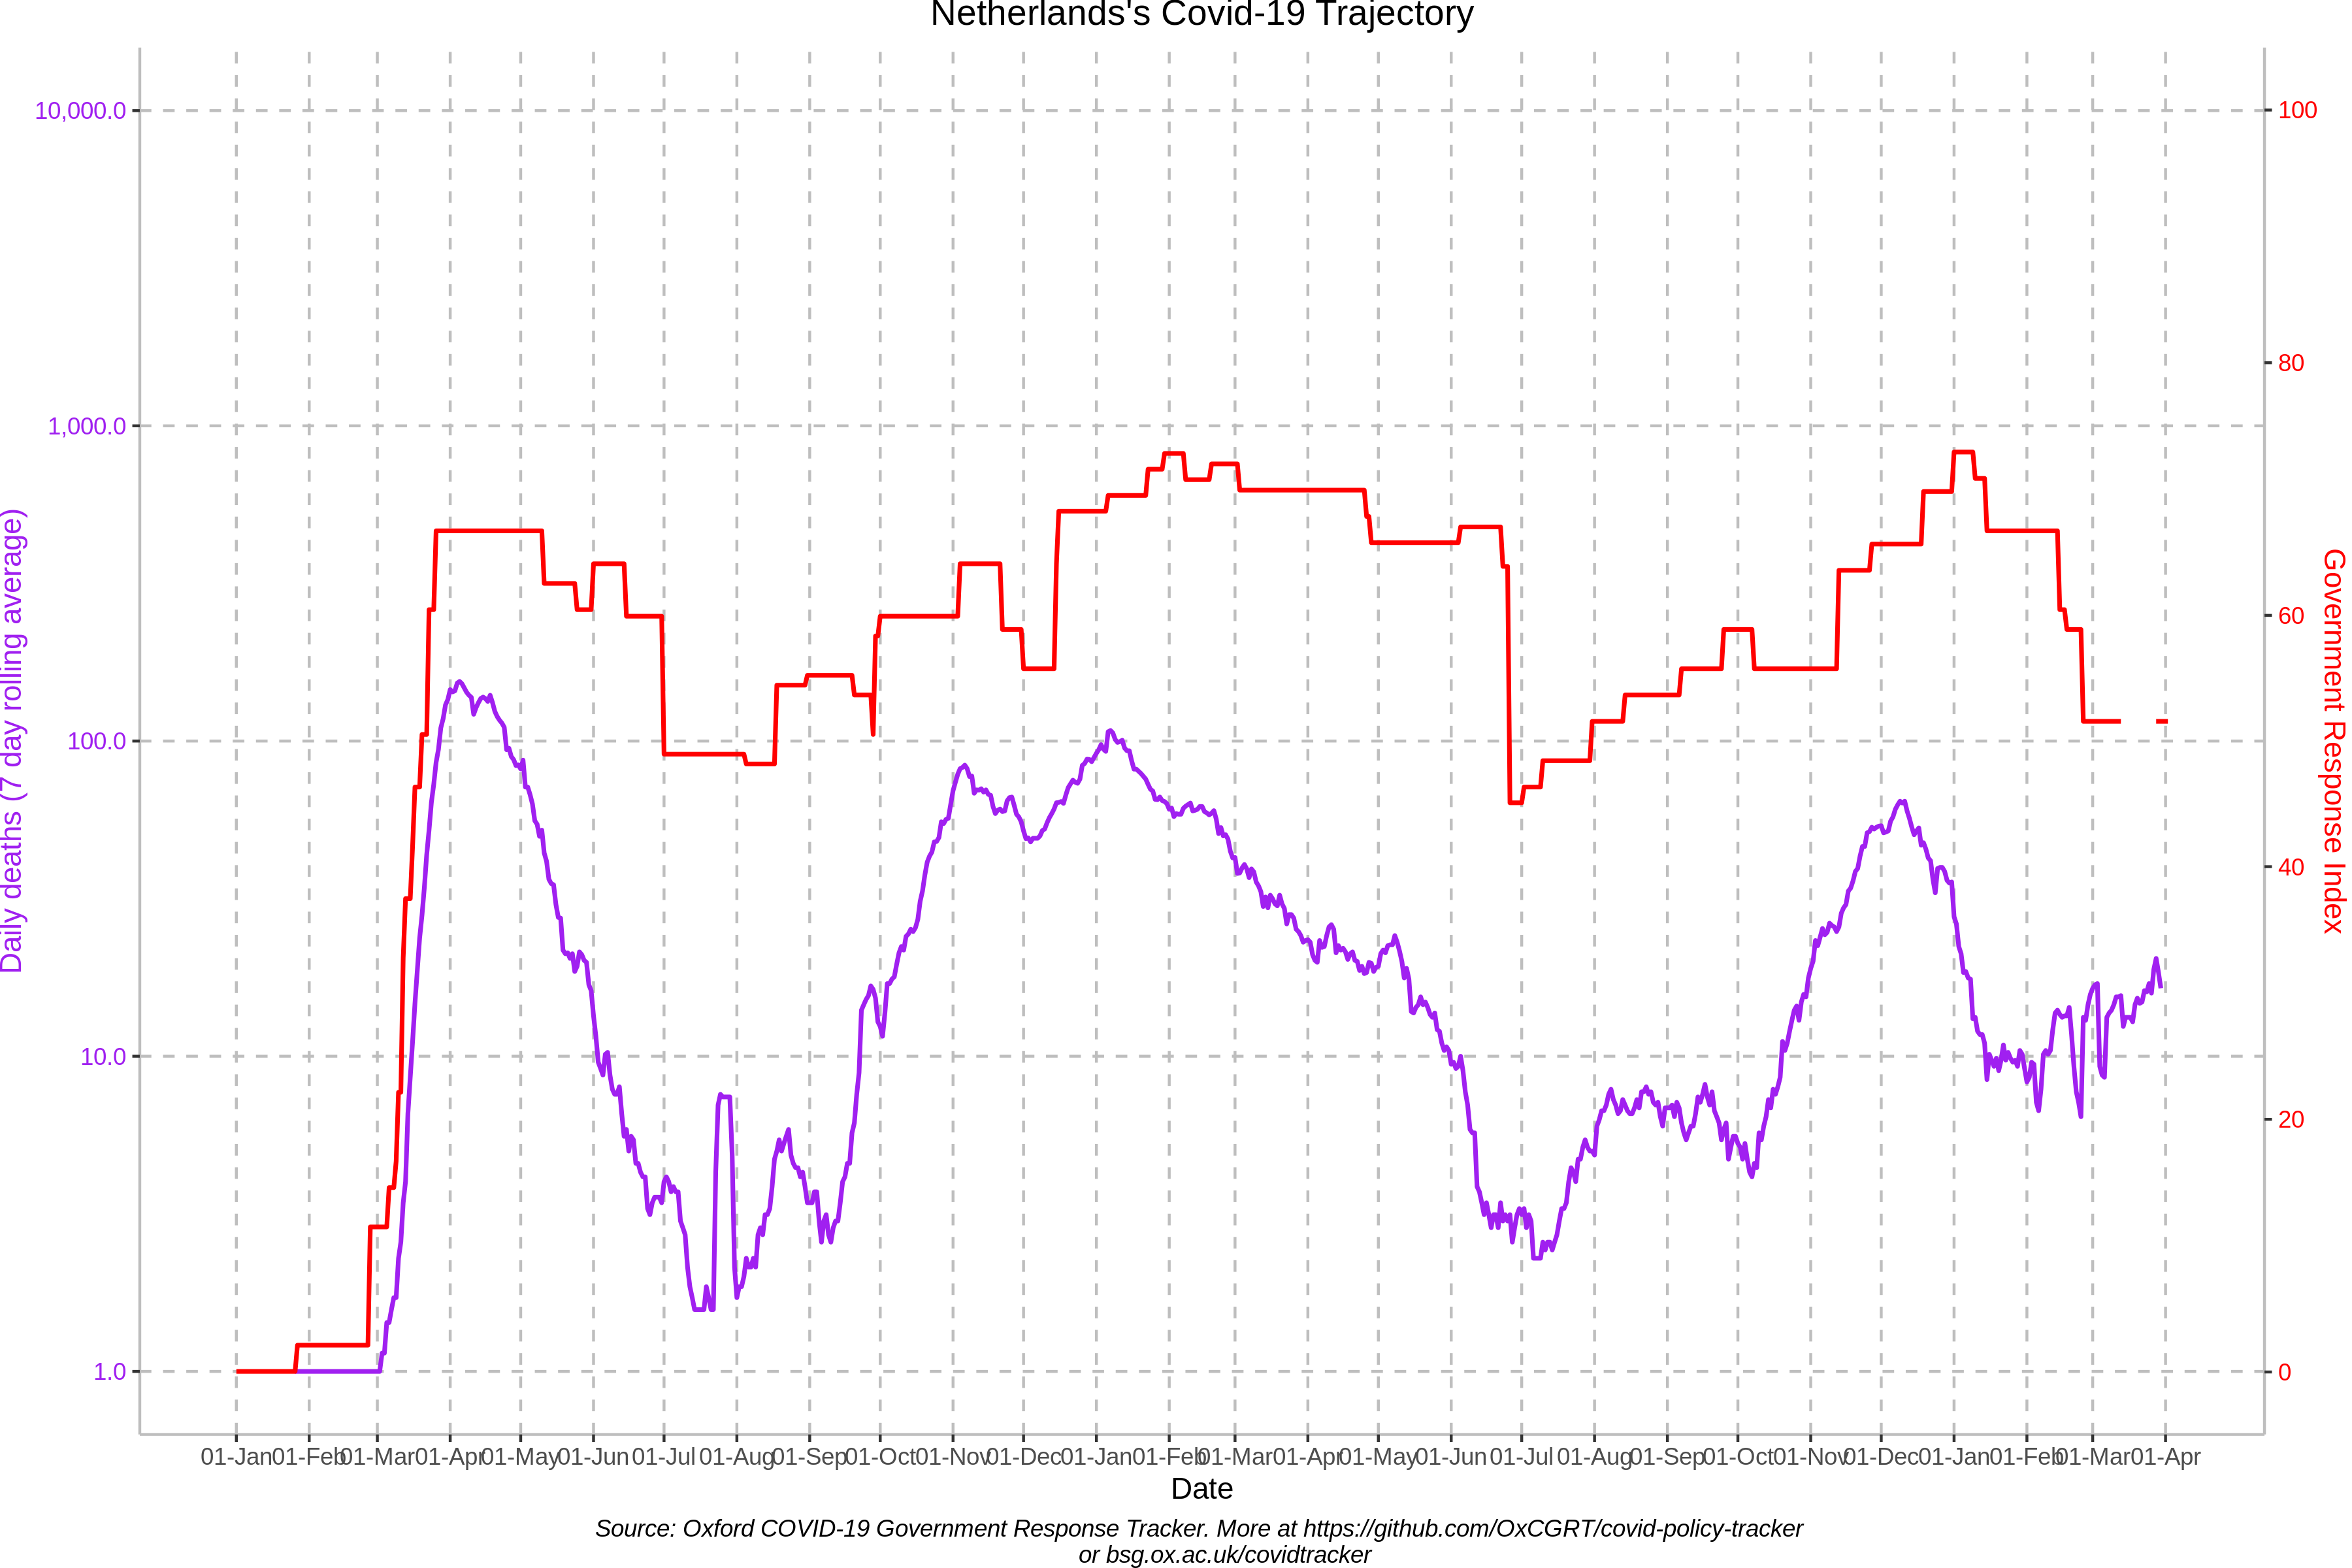 Netherlands's Covid-19 Trajectory
10,000.0
1,000.0
100.0
10.0
1.0
Daily deaths (7 day rolling average)
100
80
60
40
20
0
Government Response Index
01-Jan 01-Feb 01-Mar 01-Apr 01-May 01-Jun 01-Jul 01-Aug 01-Sep 01-Oct 01-Nov 01-Dec 01-Jan 01-Feb 01-Mar 01-Apr 01-May 01-Jun 01-Jul 01-Aug 01-Sep 01-Oct 01-Nov 01-Dec 01-Jan 01-Feb 01-Mar 01-Apr
Date
Source: Oxford COVID-19 Government Response Tracker. More at https://github.com/OxCGRT/covid-policy-tracker
or bsg.ox.ac.uk/covidtracker